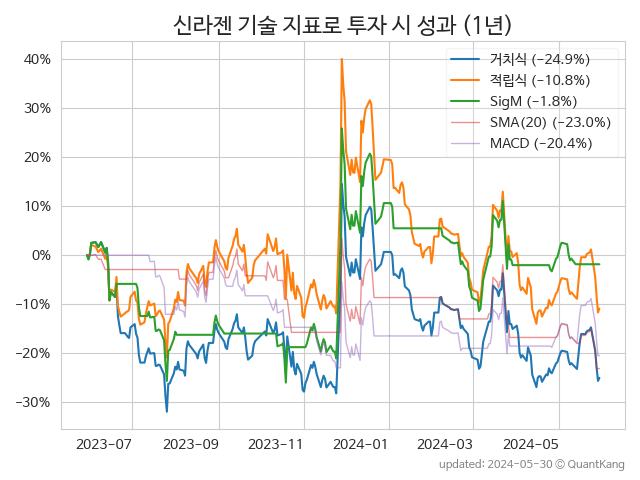 신라젠 기술 지표로 투자 시 성과 (1년)
40%
30%
20%
10%
0%
−10%
−20%
−30%
거치식 (−24.9%)
적립식 (−10.8%)
SigM (−1.8%)
SMA(20) (−23.0%)
MACD (−20.4%)
2023−07 2023−09 2023−11 2024−01 2024−03 2024−05
updated: 2024-05-30 © QuantKang